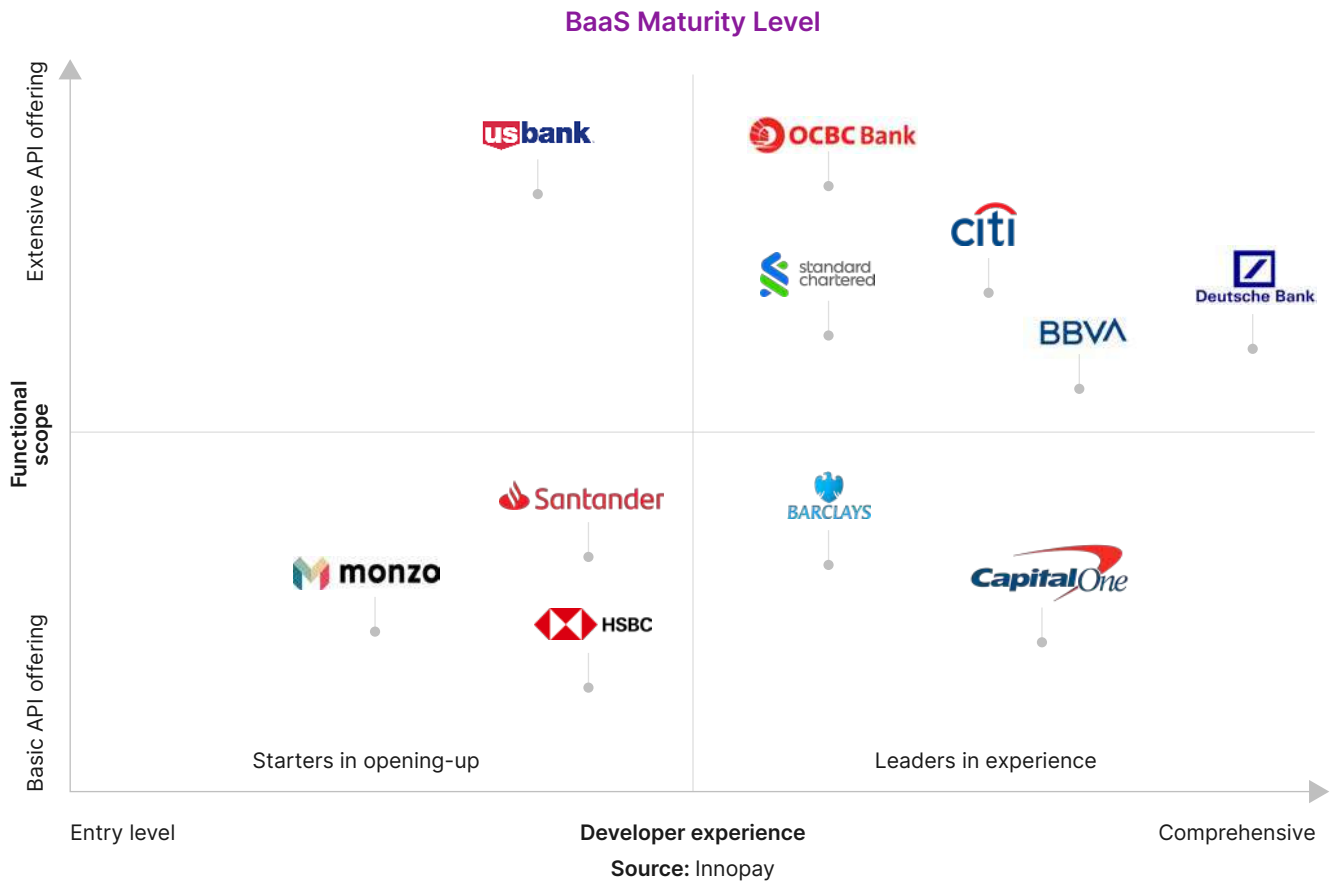 BaaS Maturity Level
Extensive API offering
Functional
scope
Basic API offering
usbank
OCBC Bank
citi
standard
chartered
Deutsche Bank
BBVA
Santander
BARCLAYS
monzo
CapitalOne
HSBC
Starters in opening-up
Leaders in experience
Entry level
Developer experience
Comprehensive
Source: Innopay